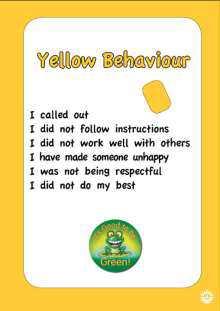 Yellow Behaviour
I called out
I did not follow instructions
I did not work well with others
I have made someone unhappy
I was not being respectful
I did not do my best
Green!